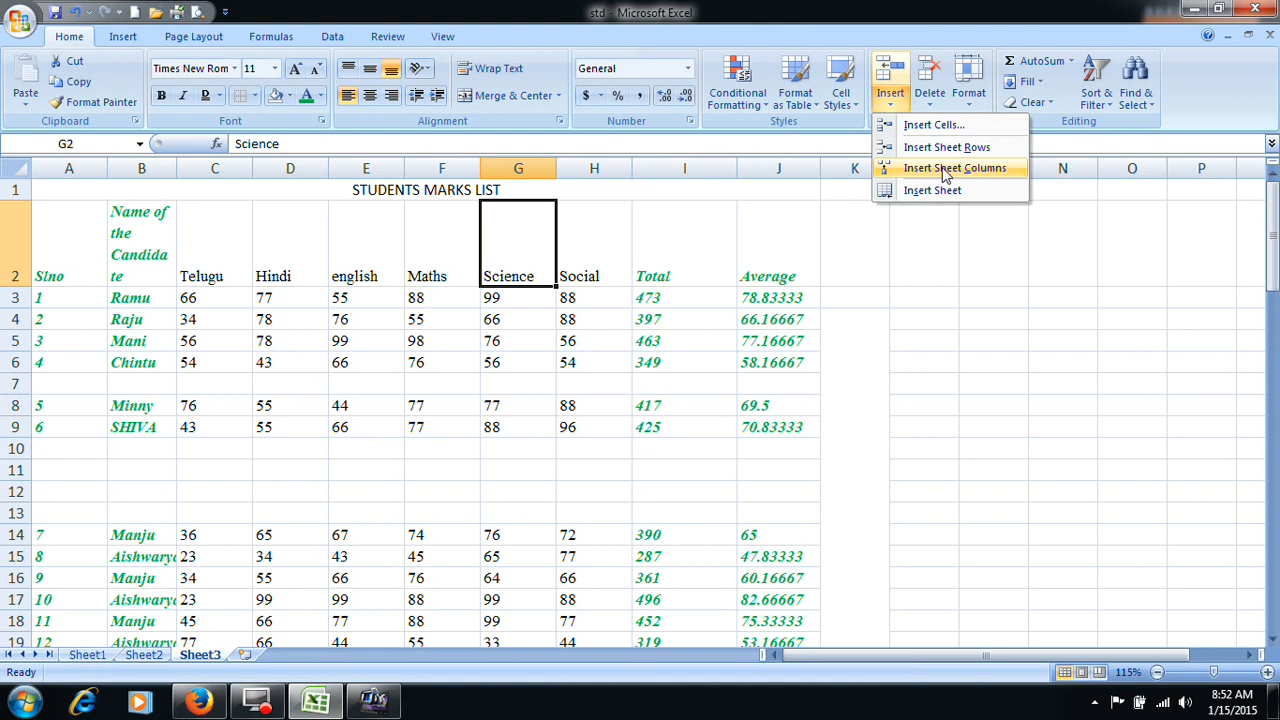 std - Microsoft Excel
Home Insert Page Layout Formulas Data Review View
Paste
Cut
Copy
Format Painter
Clipboard
Times New Rom 11
B I D
Font
Wrap Text
Merge & Center
Alignment
General
$ % ,
Number
Conditional Formatting
Format as Table
Cell Styles
Styles
Insert
Delete
Format
AutoSum
Fill
Clear
Sort & Filter
Find & Select
Editing
Insert Cells...
Insert Sheet Rows
Insert Sheet Columns
Insert Sheet
G2 fx Science
A B C D E F G H I J K N O P
1 STUDENTS MARKS LIST
2 Slno Name of the Candidate Telugu Hindi english Maths Science Social Total Average
3 1 Ramu 66 77 55 88 99 88 473 78.83333
4 2 Raju 34 78 76 55 66 88 397 66.16667
5 3 Mani 56 78 99 98 76 56 463 77.16667
6 4 Chintu 54 43 66 76 56 54 349 58.16667
7
8 5 Minny 76 55 44 77 77 88 417 69.5
9 6 SHIVA 43 55 66 77 88 96 425 70.83333
10
11
12
13
14 7 Manju 36 65 67 74 76 72 390 65
15 8 Aishwarya 23 34 43 45 65 77 287 47.83333
16 9 Manju 34 55 66 76 64 66 361 60.16667
17 10 Aishwarya 23 99 99 88 99 88 496 82.66667
18 11 Manju 45 66 77 88 99 77 452 75.33333
19 12 Aishwarya 77 66 44 55 33 44 319 53.16667
Sheet1 Sheet2 Sheet3
Ready 115%
8:52 AM
1/15/2015